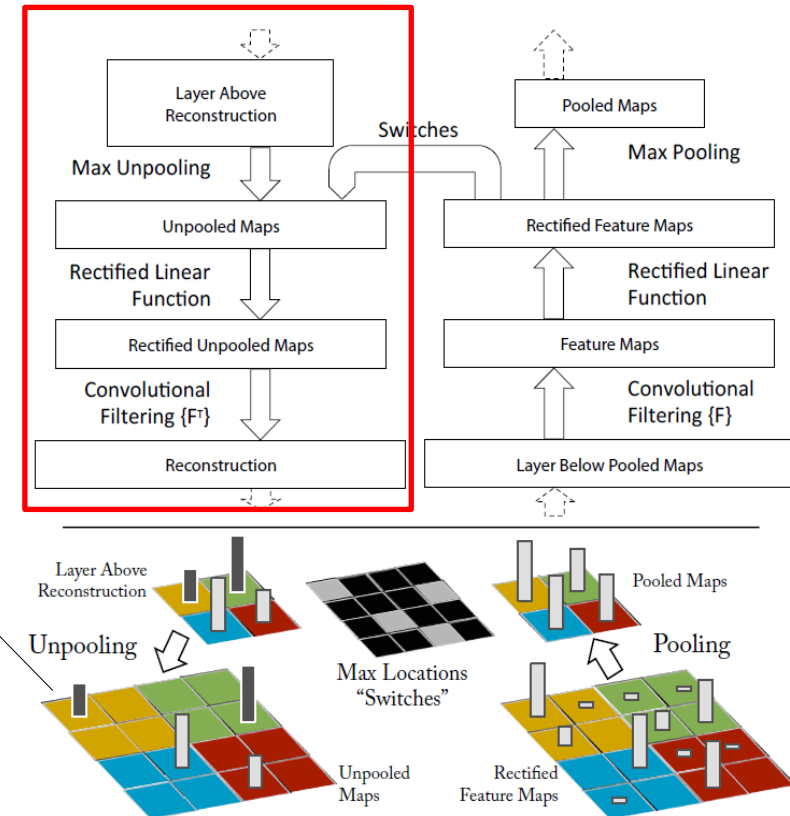 Layer Above
Reconstruction
Max Unpooling
Unpooled Maps
Rectified Linear
Function
Rectified Unpooled Maps
Convolutional
Filtering {Fᵀ}
Reconstruction
Switches
Pooled Maps
Max Pooling
Rectified Feature Maps
Rectified Linear
Function
Feature Maps
Convolutional
Filtering {F}
Layer Below Pooled Maps
Layer Above
Reconstruction
Unpooling
Unpooled
Maps
Max Locations
“Switches”
Pooled Maps
Pooling
Rectified
Feature Maps